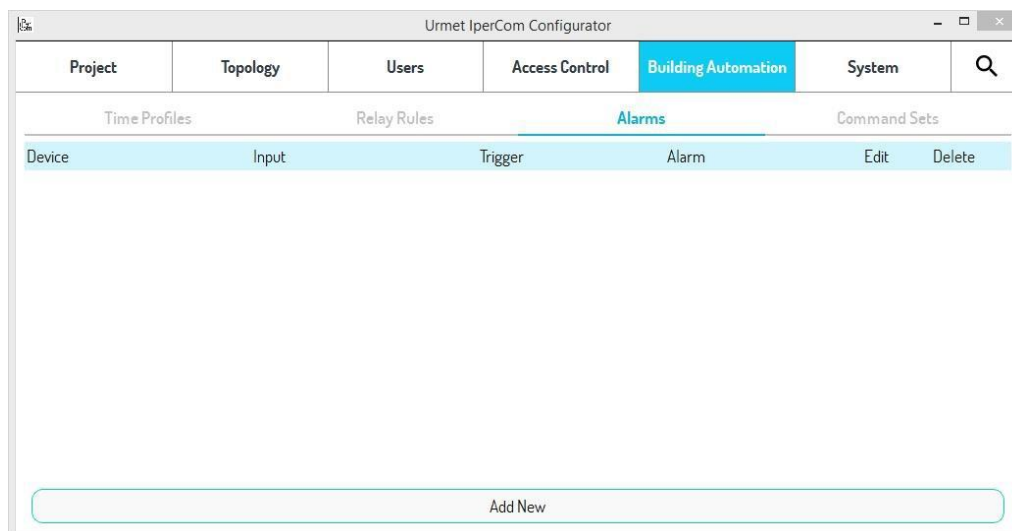 Urmet IperCom Configurator
Project Topology Users Access Control Building Automation System
Time Profiles Relay Rules Alarms Command Sets
Device Input Trigger Alarm Edit Delete
Add New